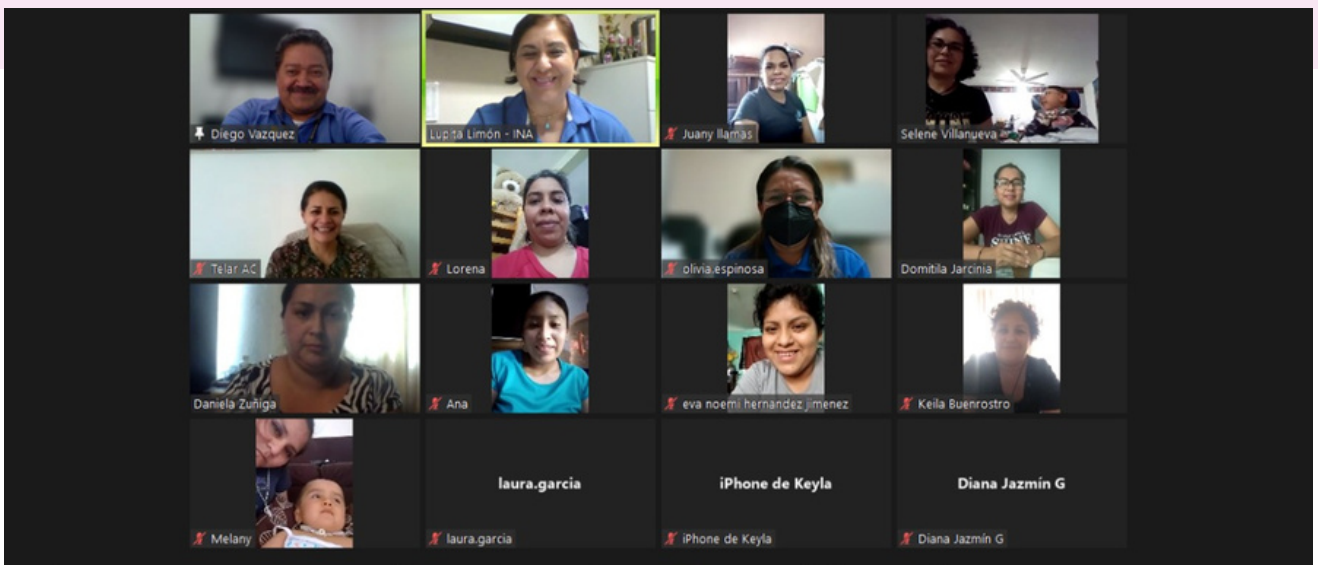 Diego Vazquez
Lupita Limón - INA
Juany llamas
Selene Villanueva
Telar AC
Lorena
olivia.espinosa
Domitila Jarcinia
SHINE
Daniela Zuñiga
Ana
eva noemi hernandez jimenez
Keila Buenrostro
laura.garcia
iPhone de Keyla
Diana Jazmín G
Melany
laura.garcia
iPhone de Keyla
Diana Jazmín G